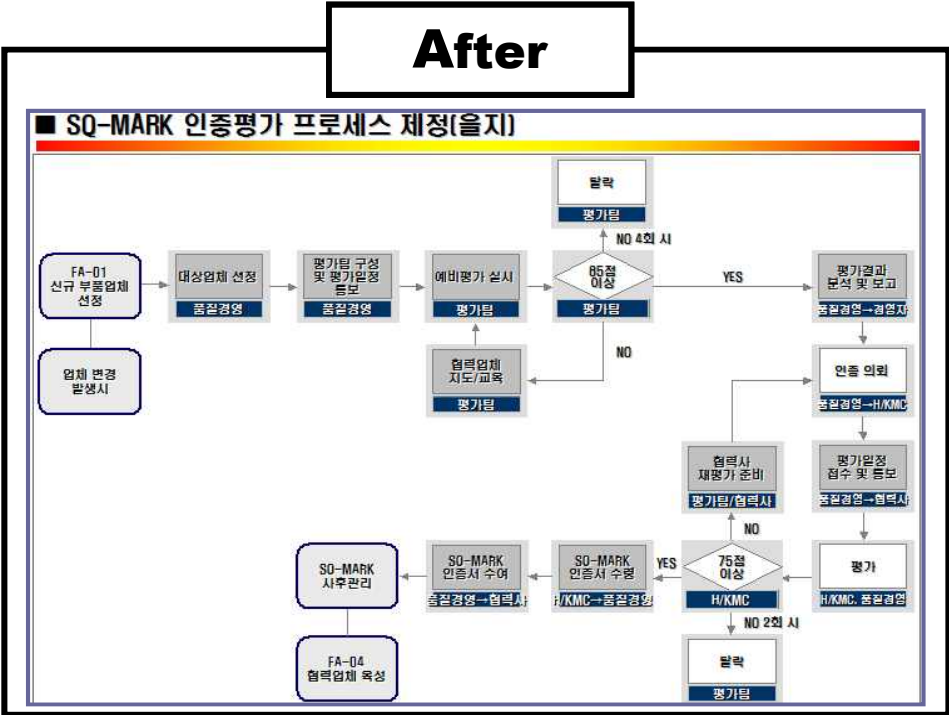 After
■ SQ-MARK 인증평가 프로세스 제정(을지)
탈락
평가팀
NO 4회 시
FA-01
신규 부품업체
선정
대상업체 선정
품질경영
평가팀 구성
및 평가일정
통보
품질경영
예비평가 실시
평가팀
85점
이상
평가팀
YES
평가결과
분석 및 보고
품질경영→경영자
NO
업체 변경
발생시
협력업체
지도/교육
평가팀
인증 의뢰
품질경영→H/KMC
협력사
재평가 준비
평가팀/협력사
평가일정
접수 및 통보
품질경영→협력사
NO
SQ-MARK
사후관리
SQ-MARK
인증서 수여
품질경영→협력사
SQ-MARK
인증서 수령
H/KMC→품질경영
YES
75점
이상
H/KMC
평가
H/KMC. 품질경영
NO 2회 시
FA-04
협력업체 육성
탈락
평가팀